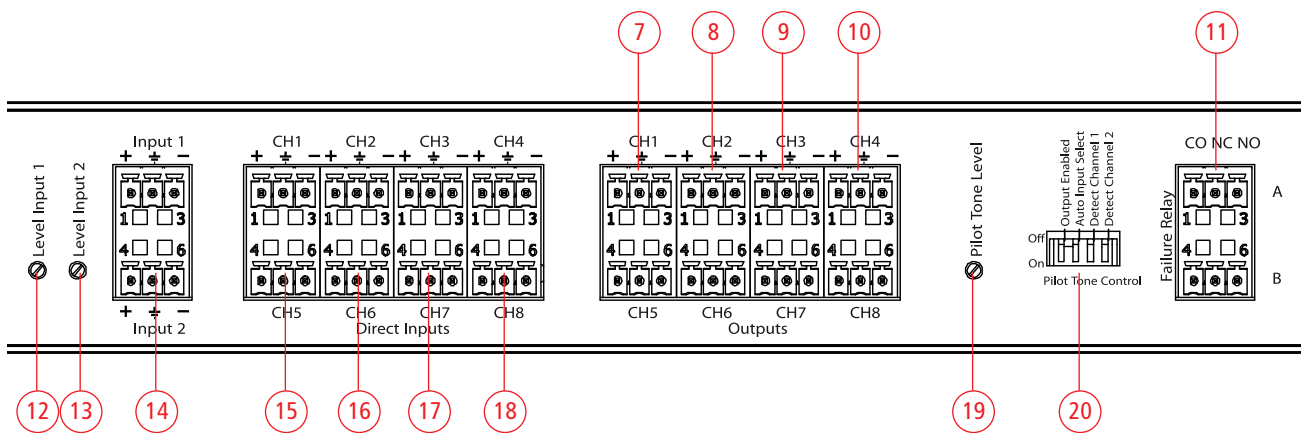 7 8 9 10 11
Level Input 1
Level Input 2
Input 1
+ −
1 3
4 6
+ −
Input 2
CH1 CH2 CH3 CH4
+ − + − + − + −
1 3 1 3 1 3 1 3
4 6 4 6 4 6 4 6
CH5 CH6 CH7 CH8
Direct Inputs
CH1 CH2 CH3 CH4
+ − + − + − + −
1 3 1 3 1 3 1 3
4 6 4 6 4 6 4 6
CH5 CH6 CH7 CH8
Outputs
Pilot Tone Level
Output Enabled
Auto Input Select
Detect Channel 1
Detect Channel 2
Off
On
Pilot Tone Control
Failure Relay
CO NC NO
A
1 3
4 6
B
12 13 14 15 16 17 18 19 20